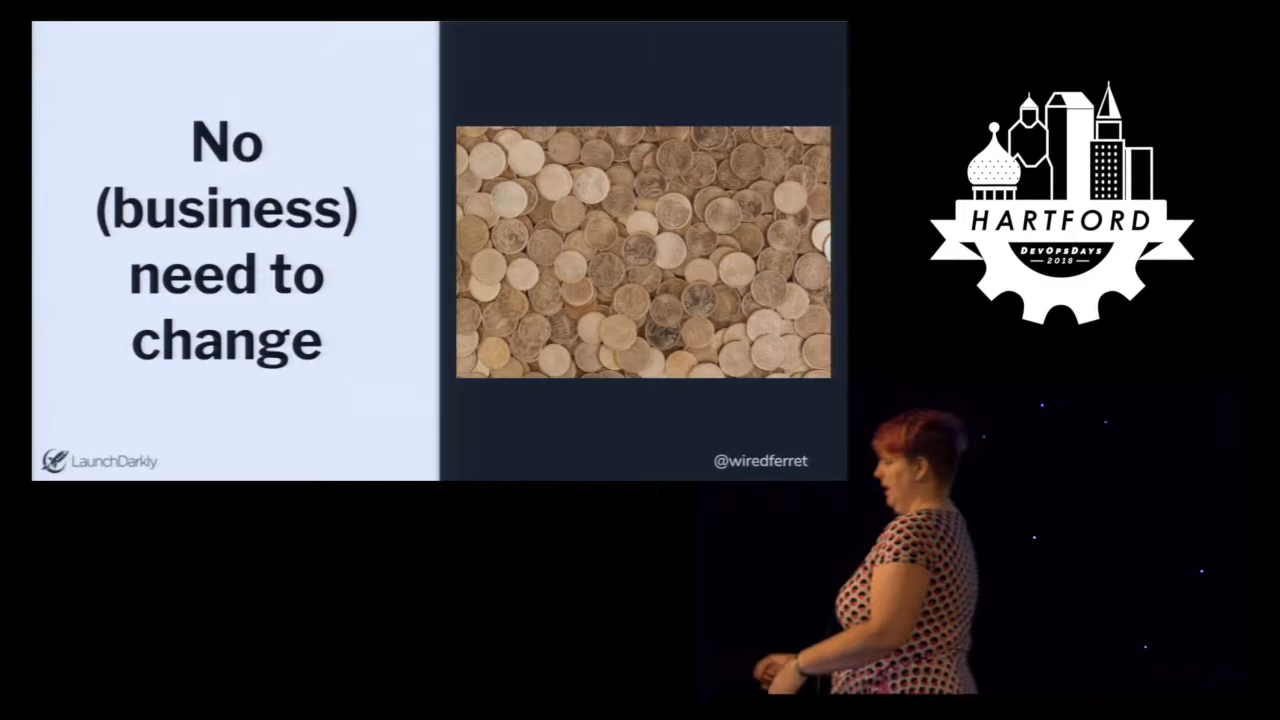 No
(business)
need to
change
LaunchDarkly
@wiredferret
HARTFORD
DEVOPSDAYS
2018